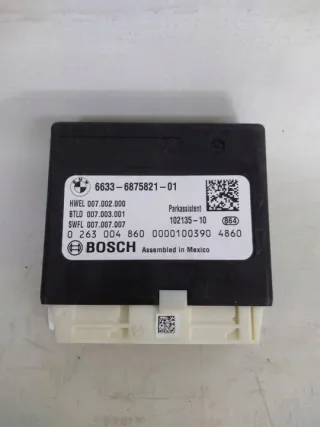 6633-6875821-01
HWEL 007.002.000
BTLD 007.003.001
SWFL 007.007.007
Parkassistent
102135-10 864
0 263 004 860 0000100390 4860
BOSCH Assembled in Mexico